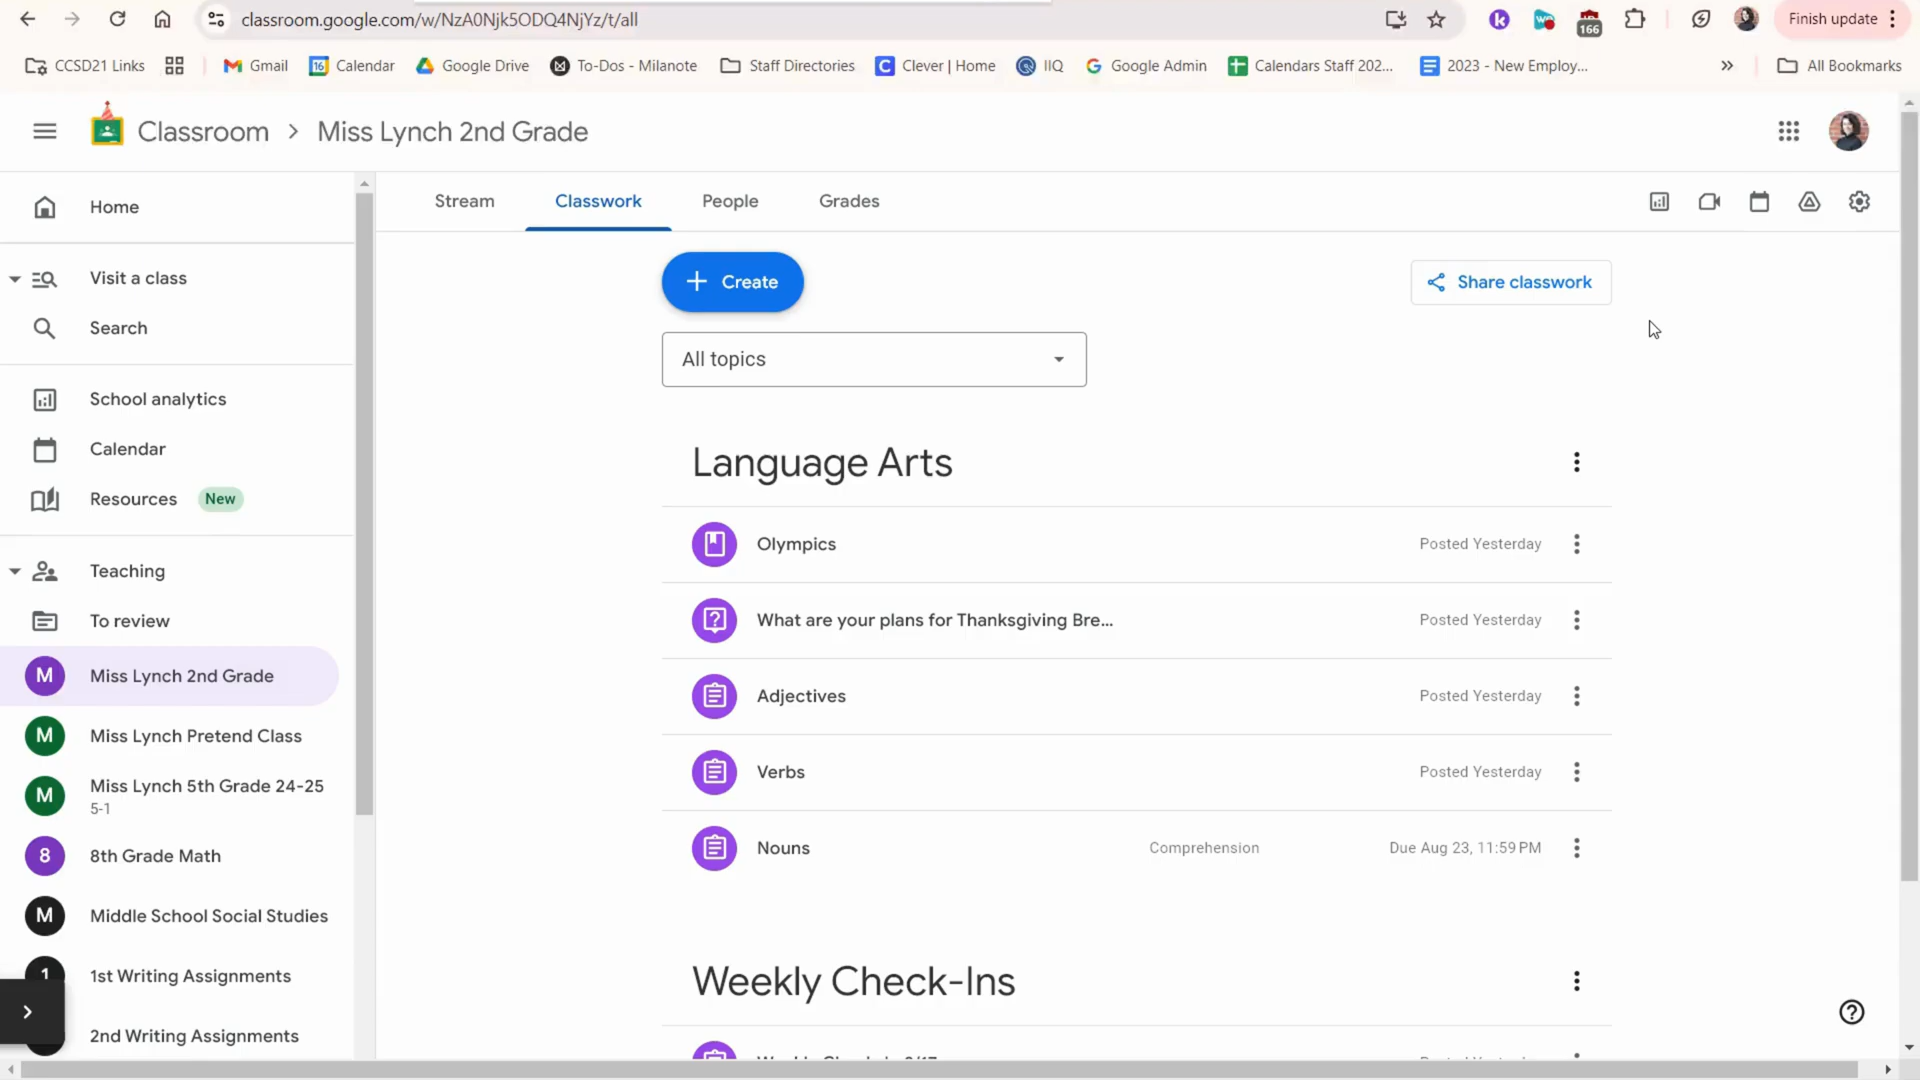 classroom.google.com/w/NzA0Njk5ODQ4NjYz/t/all
166
Finish update
CCSD21 Links
Gmail
16
Calendar
Google Drive
To-Dos - Milanote
Staff Directories
C
Clever | Home
IIQ
G
Google Admin
Calendars Staff 202...
2023 - New Employ...
All Bookmarks
Classroom > Miss Lynch 2nd Grade
Home
Visit a class
Search
School analytics
Calendar
Resources New
Teaching
To review
M Miss Lynch 2nd Grade
M Miss Lynch Pretend Class
M Miss Lynch 5th Grade 24-25
5-1
8 8th Grade Math
M Middle School Social Studies
1 1st Writing Assignments
2nd Writing Assignments
Stream
Classwork
People
Grades
+ Create
Share classwork
All topics
Language Arts
Olympics Posted Yesterday
What are your plans for Thanksgiving Bre... Posted Yesterday
Adjectives Posted Yesterday
Verbs Posted Yesterday
Nouns Comprehension Due Aug 23, 11:59 PM
Weekly Check-Ins